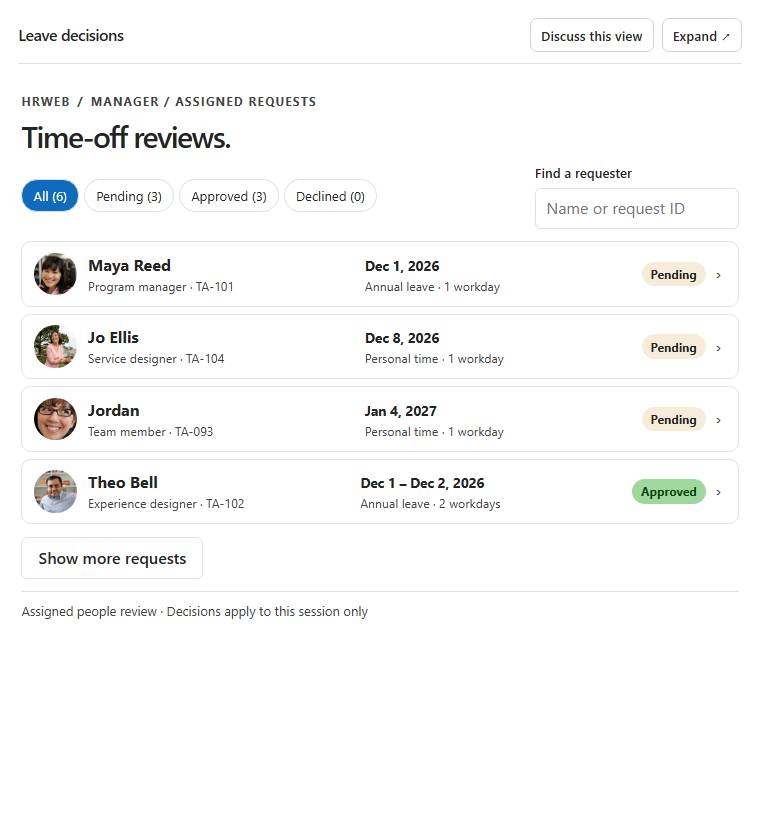 Leave decisions
Discuss this view
Expand ↗
HRWEB / MANAGER / ASSIGNED REQUESTS
Time-off reviews.
All (6)
Pending (3)
Approved (3)
Declined (0)
Find a requester
Name or request ID
Maya Reed
Program manager · TA-101
Dec 1, 2026
Annual leave · 1 workday
Pending ›
Jo Ellis
Service designer · TA-104
Dec 8, 2026
Personal time · 1 workday
Pending ›
Jordan
Team member · TA-093
Jan 4, 2027
Personal time · 1 workday
Pending ›
Theo Bell
Experience designer · TA-102
Dec 1 – Dec 2, 2026
Annual leave · 2 workdays
Approved ›
Show more requests
Assigned people review · Decisions apply to this session only